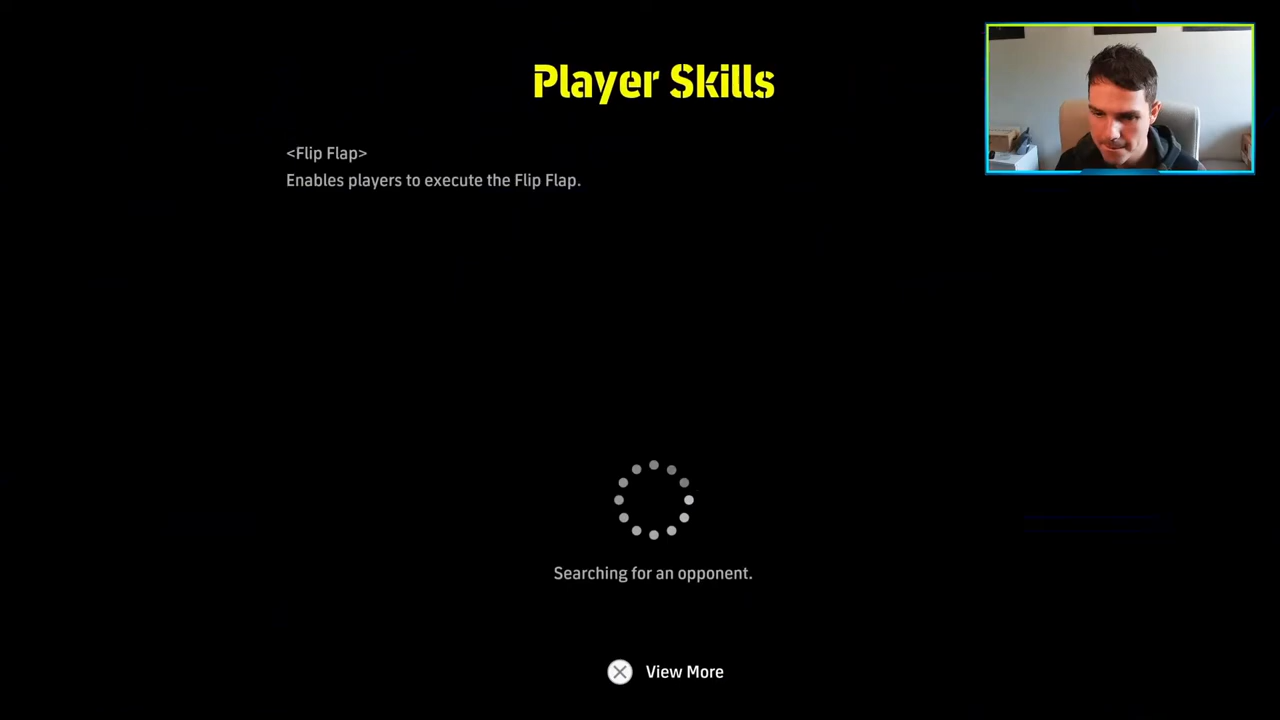 Player Skills
<Flip Flap>
Enables players to execute the Flip Flap.
Searching for an opponent.
View More